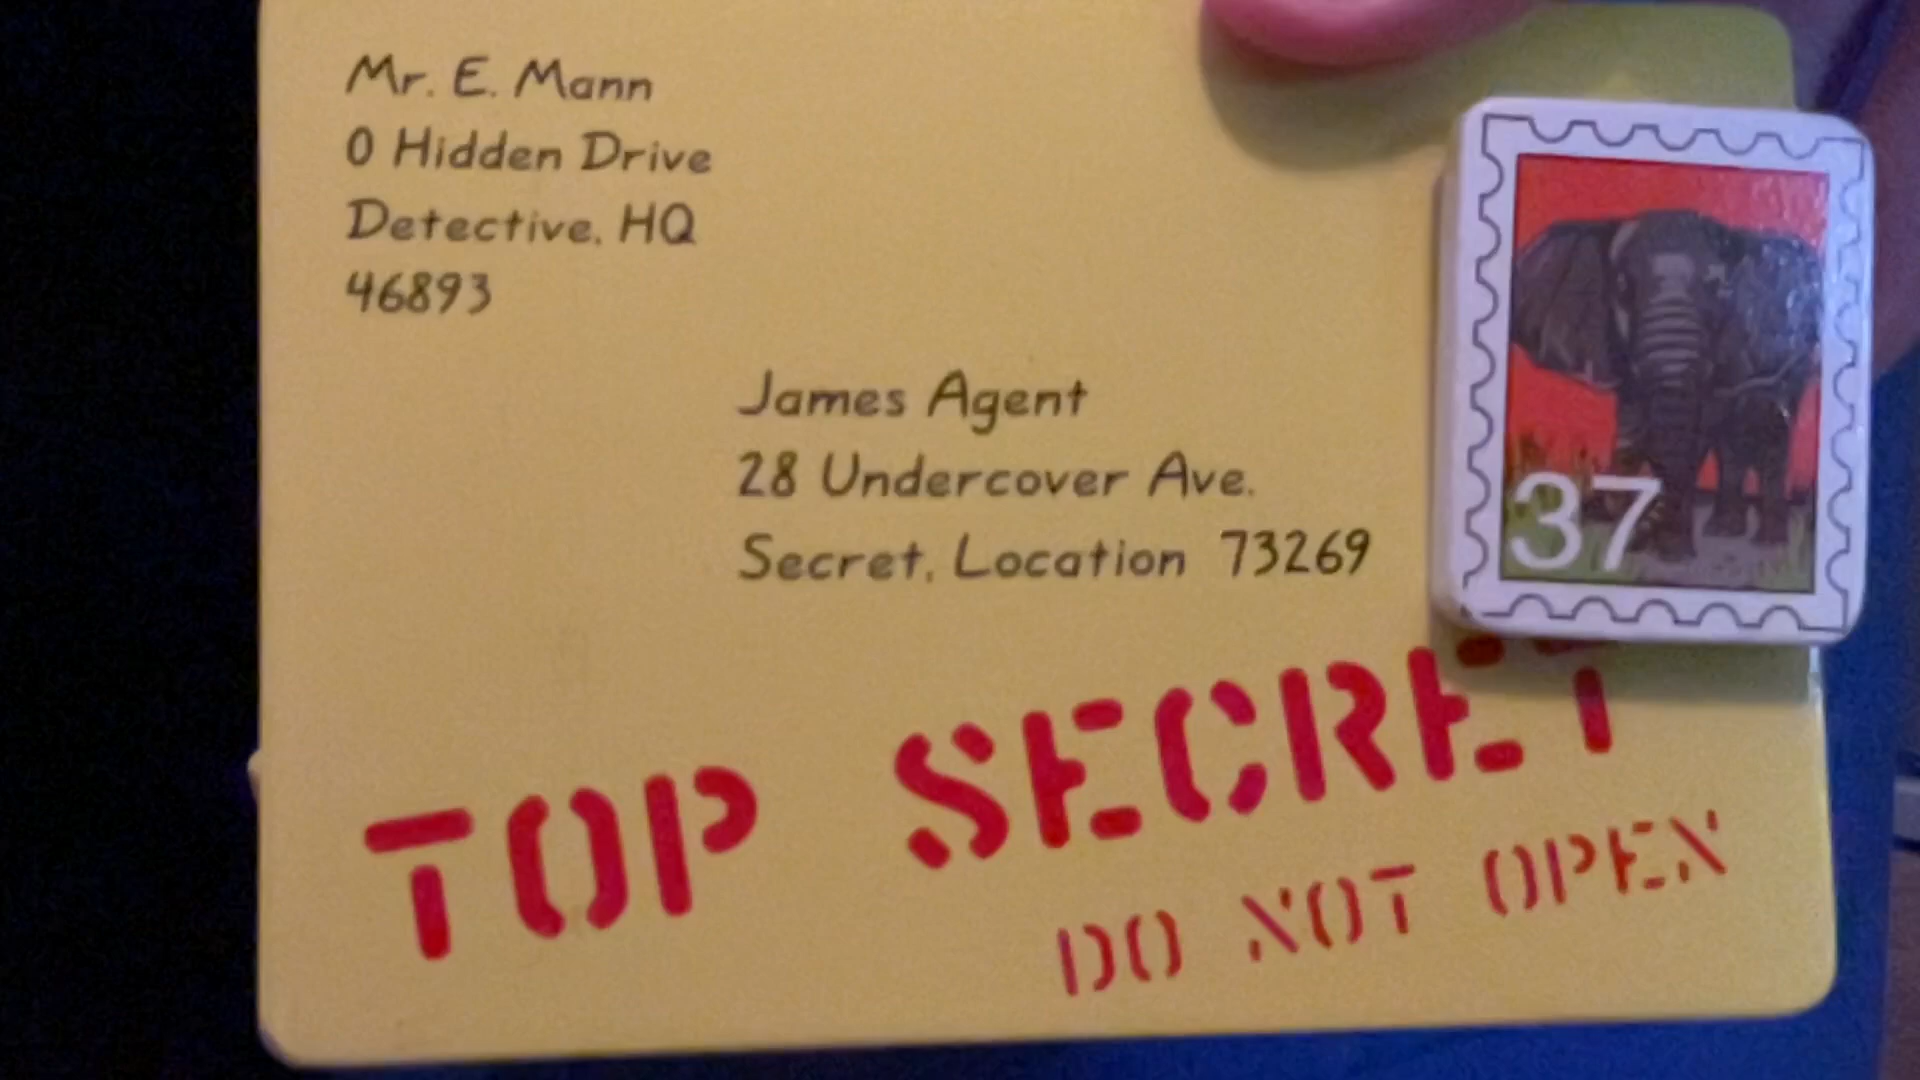 Mr. E. Mann
0 Hidden Drive
Detective, HQ
46893
James Agent
28 Undercover Ave.
Secret, Location 73269
37
TOP SECRET
DO NOT OPEN